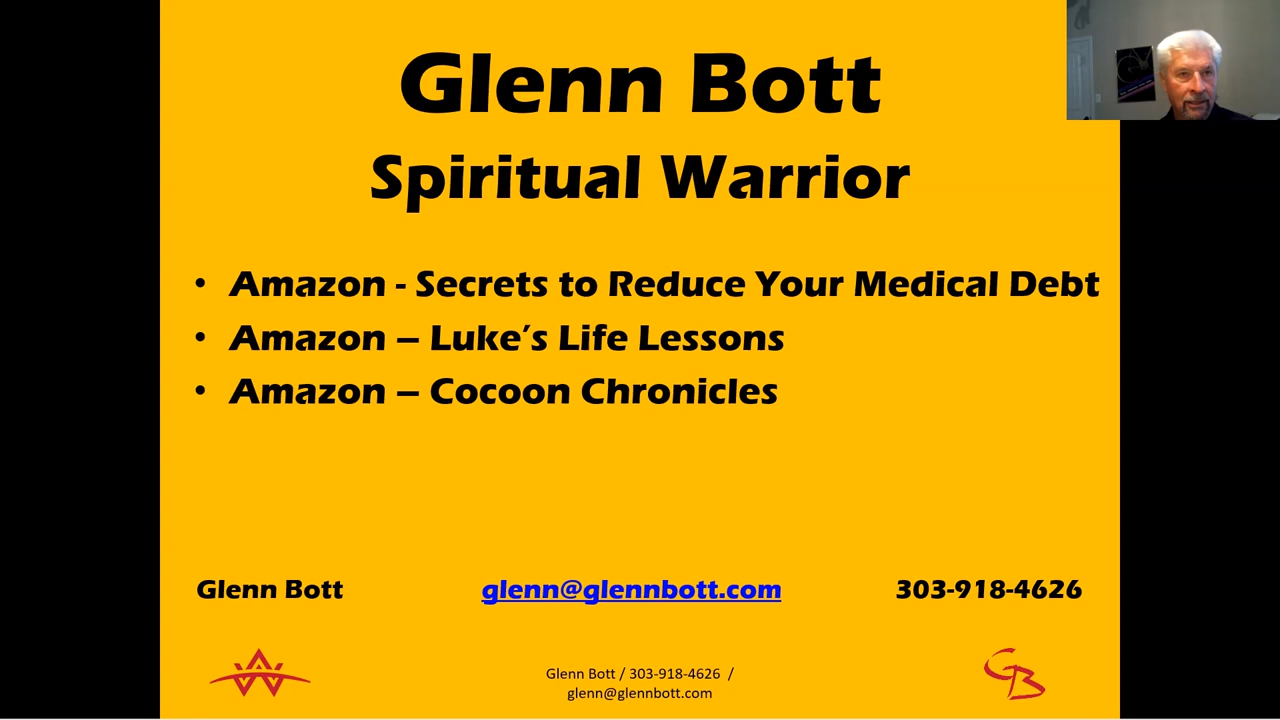 Glenn Bott
Spiritual Warrior
• Amazon - Secrets to Reduce Your Medical Debt
• Amazon – Luke’s Life Lessons
• Amazon – Cocoon Chronicles
Glenn Bott glenn@glennbott.com 303-918-4626
Glenn Bott / 303-918-4626 /
glenn@glennbott.com